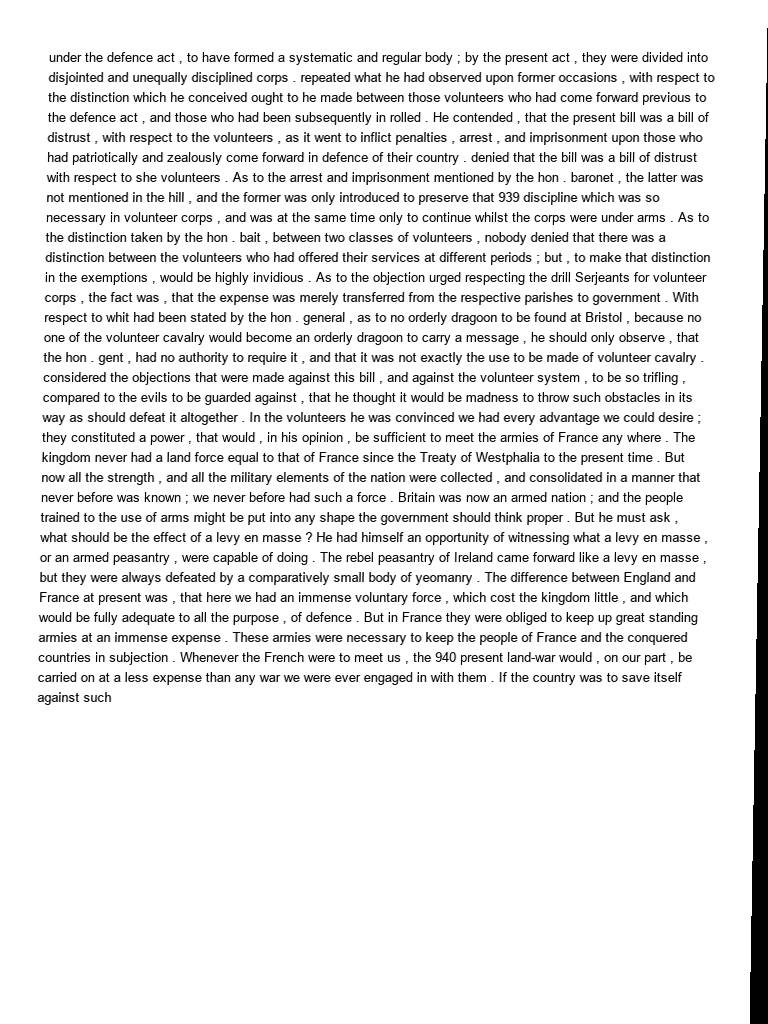 under the defence act , to have formed a systematic and regular body ; by the present act , they were divided into
disjointed and unequally disciplined corps . repeated what he had observed upon former occasions , with respect to
the distinction which he conceived ought to he made between those volunteers who had come forward previous to
the defence act , and those who had been subsequently in rolled . He contended , that the present bill was a bill of
distrust , with respect to the volunteers , as it went to inflict penalties , arrest , and imprisonment upon those who
had patriotically and zealously come forward in defence of their country . denied that the bill was a bill of distrust
with respect to she volunteers . As to the arrest and imprisonment mentioned by the hon . baronet , the latter was
not mentioned in the hill , and the former was only introduced to preserve that 939 discipline which was so
necessary in volunteer corps , and was at the same time only to continue whilst the corps were under arms . As to
the distinction taken by the hon . bait , between two classes of volunteers , nobody denied that there was a
distinction between the volunteers who had offered their services at different periods ; but , to make that distinction
in the exemptions , would be highly invidious . As to the objection urged respecting the drill Serjeants for volunteer
corps , the fact was , that the expense was merely transferred from the respective parishes to government . With
respect to whit had been stated by the hon . general , as to no orderly dragoon to be found at Bristol , because no
one of the volunteer cavalry would become an orderly dragoon to carry a message , he should only observe , that
the hon . gent , had no authority to require it , and that it was not exactly the use to be made of volunteer cavalry .
considered the objections that were made against this bill , and against the volunteer system , to be so trifling ,
compared to the evils to be guarded against , that he thought it would be madness to throw such obstacles in its
way as should defeat it altogether . In the volunteers he was convinced we had every advantage we could desire ;
they constituted a power , that would , in his opinion , be sufficient to meet the armies of France any where . The
kingdom never had a land force equal to that of France since the Treaty of Westphalia to the present time . But
now all the strength , and all the military elements of the nation were collected , and consolidated in a manner that
never before was known ; we never before had such a force . Britain was now an armed nation ; and the people
trained to the use of arms might be put into any shape the government should think proper . But he must ask ,
what should be the effect of a levy en masse ? He had himself an opportunity of witnessing what a levy en masse ,
or an armed peasantry , were capable of doing . The rebel peasantry of Ireland came forward like a levy en masse ,
but they were always defeated by a comparatively small body of yeomanry . The difference between England and
France at present was , that here we had an immense voluntary force , which cost the kingdom little , and which
would be fully adequate to all the purpose , of defence . But in France they were obliged to keep up great standing
armies at an immense expense . These armies were necessary to keep the people of France and the conquered
countries in subjection . Whenever the French were to meet us , the 940 present land-war would , on our part , be
carried on at a less expense than any war we were ever engaged in with them . If the country was to save itself
against such